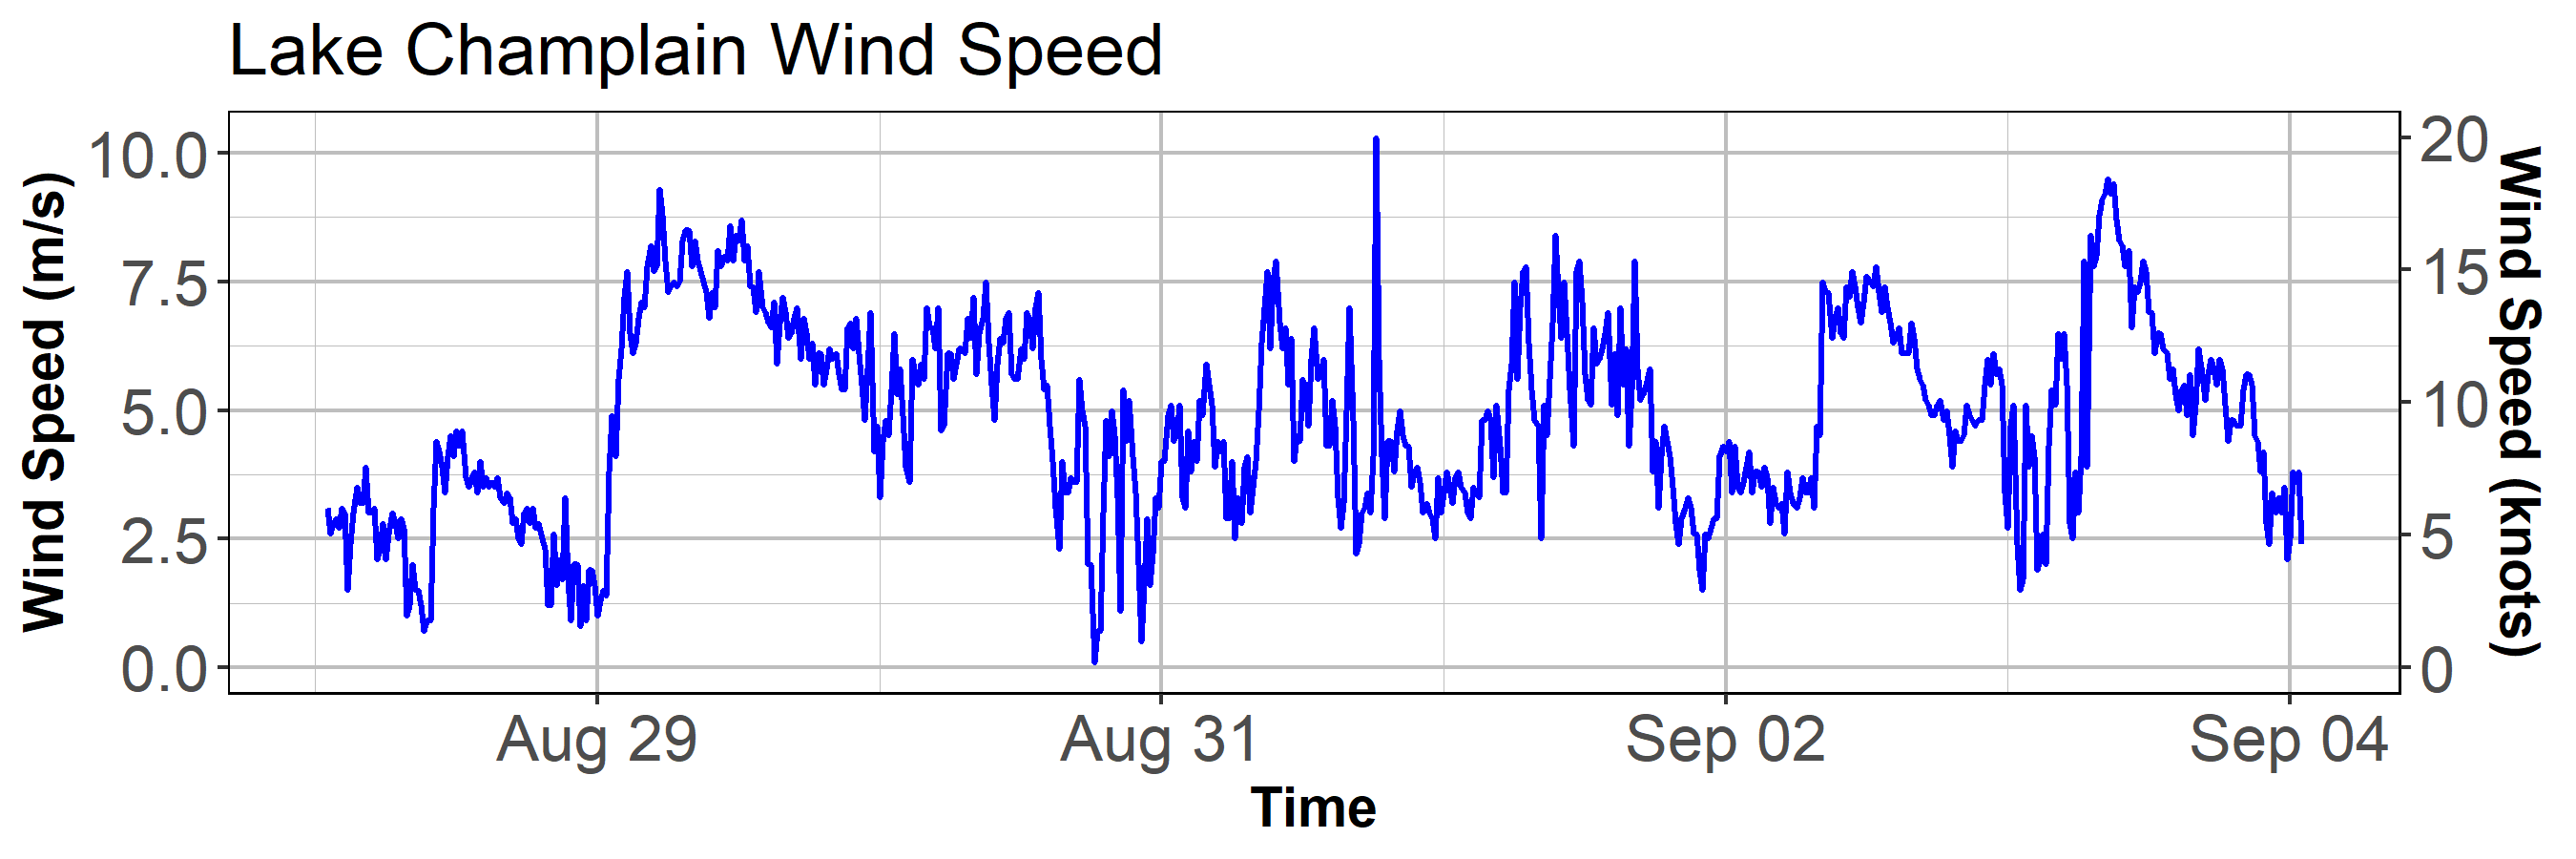 Lake Champlain Wind Speed
Wind Speed (m/s)
10.0
7.5
5.0
2.5
0.0
20
15
10
5
0
Wind Speed (knots)
Aug 29
Aug 31
Sep 02
Sep 04
Time